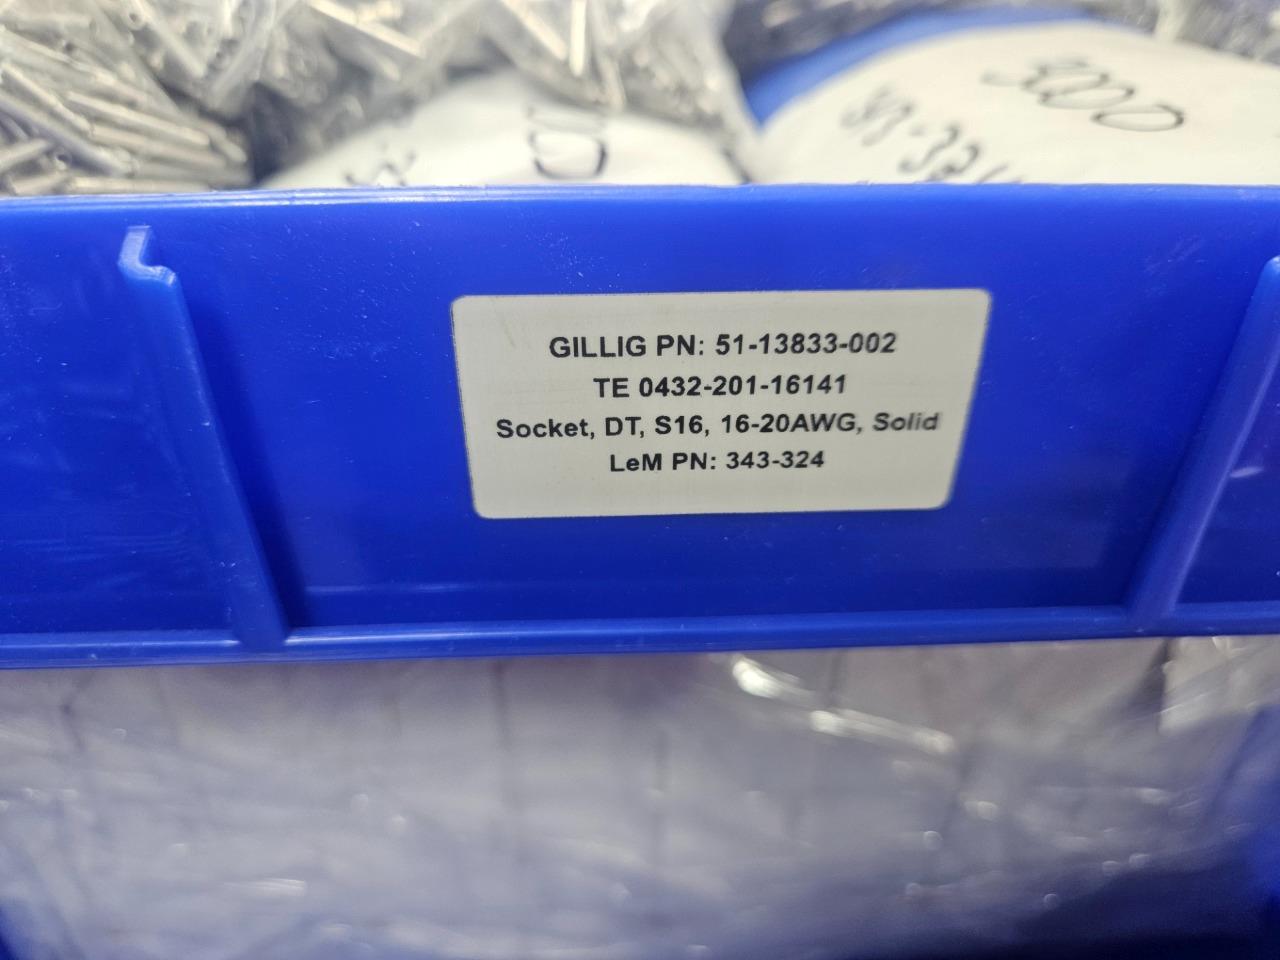 3000
GILLIG PN: 51-13833-002
TE 0432-201-16141
Socket, DT, S16, 16-20AWG, Solid
LeM PN: 343-324